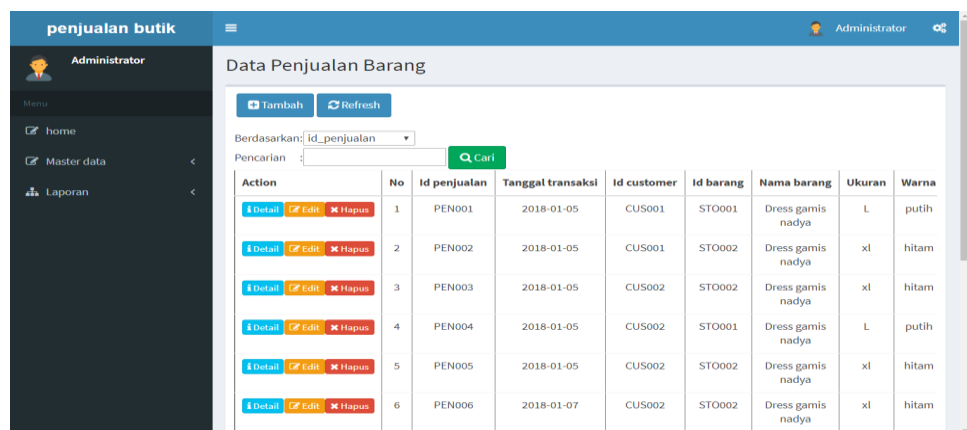 penjualan butik
Administrator
Administrator
Menu
home
Master data
Laporan
Data Penjualan Barang
Tambah Refresh
Berdasarkan: id_penjualan
Pencarian : Cari
Action No Id penjualan Tanggal transaksi Id customer Id barang Nama barang Ukuran Warna
Detail Edit Hapus 1 PEN001 2018-01-05 CUS001 STO001 Dress gamis nadya L putih
Detail Edit Hapus 2 PEN002 2018-01-05 CUS001 STO002 Dress gamis nadya xl hitam
Detail Edit Hapus 3 PEN003 2018-01-05 CUS002 STO002 Dress gamis nadya xl hitam
Detail Edit Hapus 4 PEN004 2018-01-05 CUS002 STO001 Dress gamis nadya L putih
Detail Edit Hapus 5 PEN005 2018-01-05 CUS002 STO002 Dress gamis nadya xl hitam
Detail Edit Hapus 6 PEN006 2018-01-07 CUS002 STO002 Dress gamis nadya xl hitam